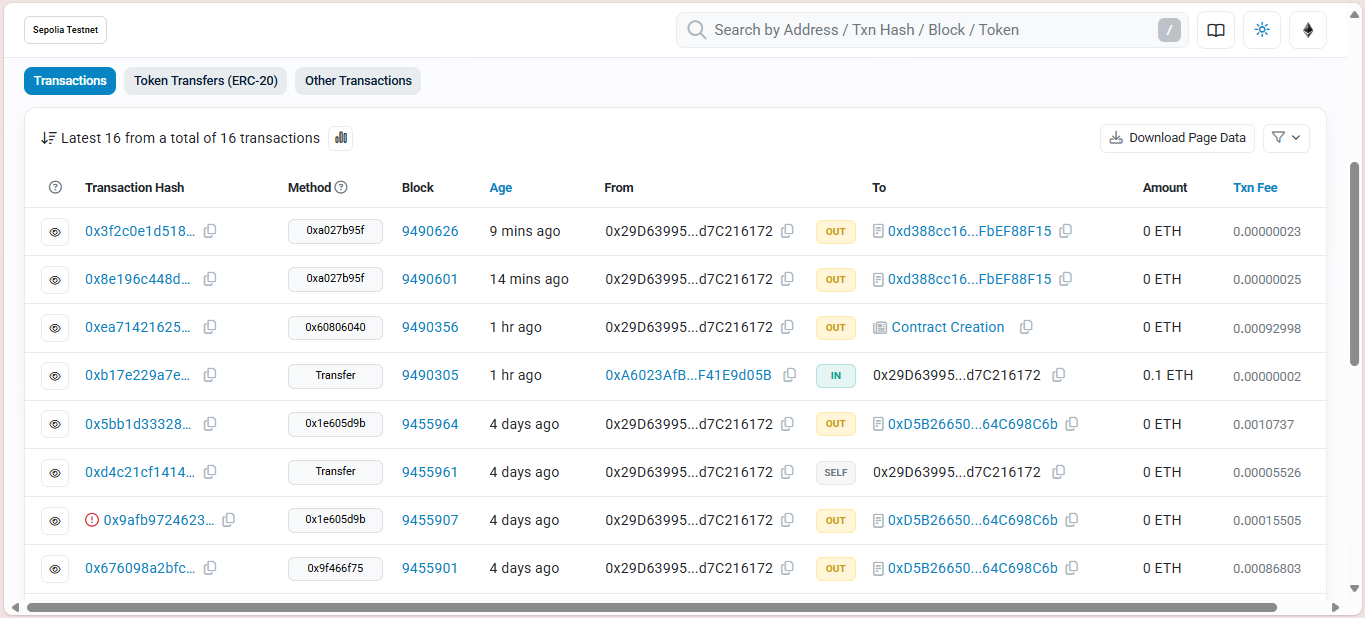 Sepolia Testnet
Search by Address / Txn Hash / Block / Token /
Transactions Token Transfers (ERC-20) Other Transactions
Latest 16 from a total of 16 transactions Download Page Data
Transaction Hash Method Block Age From To Amount Txn Fee
0x3f2c0e1d518... 0xa027b95f 9490626 9 mins ago 0x29D63995...d7C216172 OUT 0xd388cc16...FbEF88F15 0 ETH 0.00000023
0x8e196c448d... 0xa027b95f 9490601 14 mins ago 0x29D63995...d7C216172 OUT 0xd388cc16...FbEF88F15 0 ETH 0.00000025
0xea71421625... 0x60806040 9490356 1 hr ago 0x29D63995...d7C216172 OUT Contract Creation 0 ETH 0.00092998
0xb17e229a7e... Transfer 9490305 1 hr ago 0xA6023AfB...F41E9d05B IN 0x29D63995...d7C216172 0.1 ETH 0.00000002
0x5bb1d33328... 0x1e605d9b 9455964 4 days ago 0x29D63995...d7C216172 OUT 0xD5B26650...64C698C6b 0 ETH 0.0010737
0xd4c21cf1414... Transfer 9455961 4 days ago 0x29D63995...d7C216172 SELF 0x29D63995...d7C216172 0 ETH 0.00005526
0x9afb9724623... 0x1e605d9b 9455907 4 days ago 0x29D63995...d7C216172 OUT 0xD5B26650...64C698C6b 0 ETH 0.00015505
0x676098a2bfc... 0x9f466f75 9455901 4 days ago 0x29D63995...d7C216172 OUT 0xD5B26650...64C698C6b 0 ETH 0.00086803